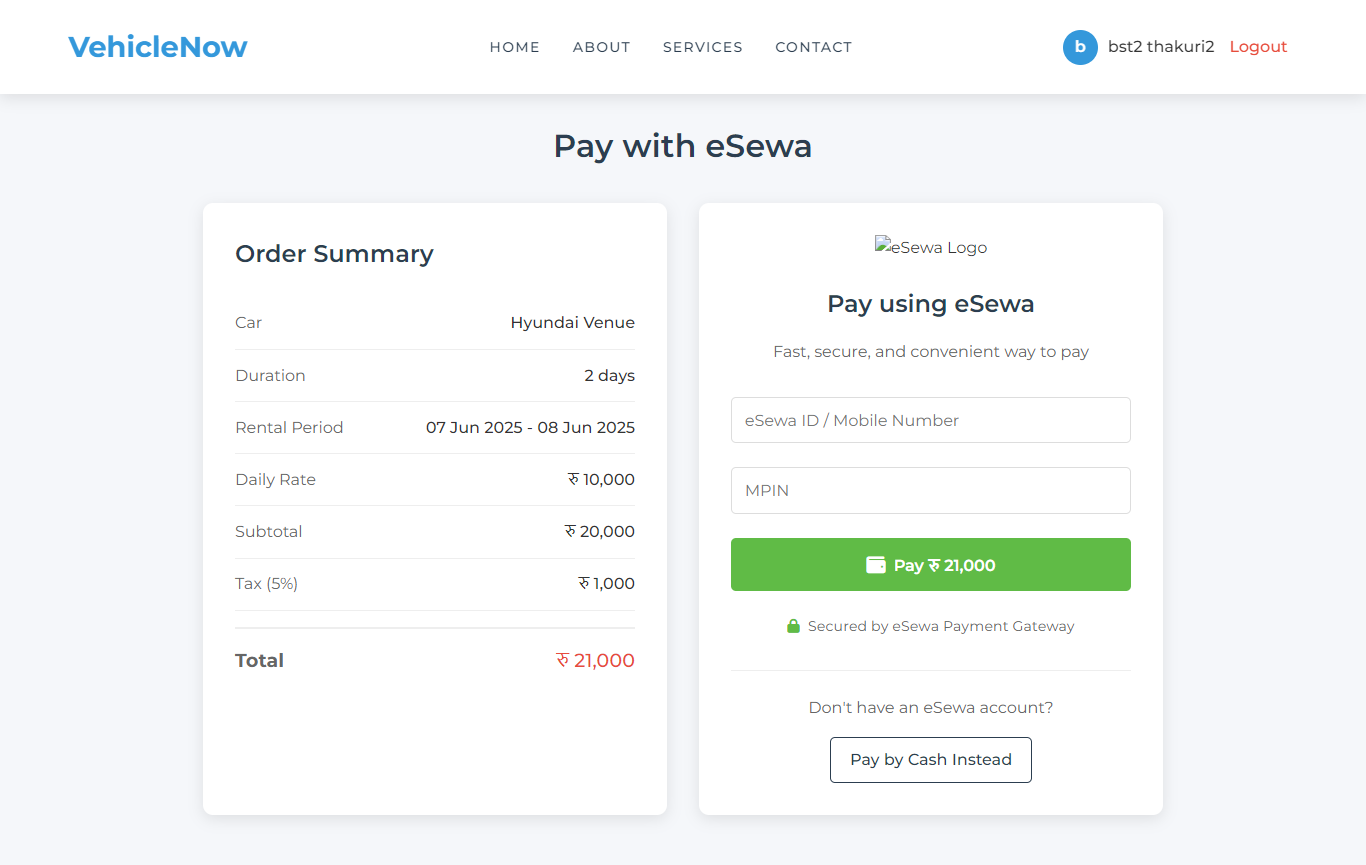 VehicleNow
HOME ABOUT SERVICES CONTACT
b bst2 thakuri2 Logout
Pay with eSewa
Order Summary
Car Hyundai Venue
Duration 2 days
Rental Period 07 Jun 2025 - 08 Jun 2025
Daily Rate रु 10,000
Subtotal रु 20,000
Tax (5%) रु 1,000
Total रु 21,000
eSewa Logo
Pay using eSewa
Fast, secure, and convenient way to pay
eSewa ID / Mobile Number
MPIN
Pay रु 21,000
Secured by eSewa Payment Gateway
Don't have an eSewa account?
Pay by Cash Instead